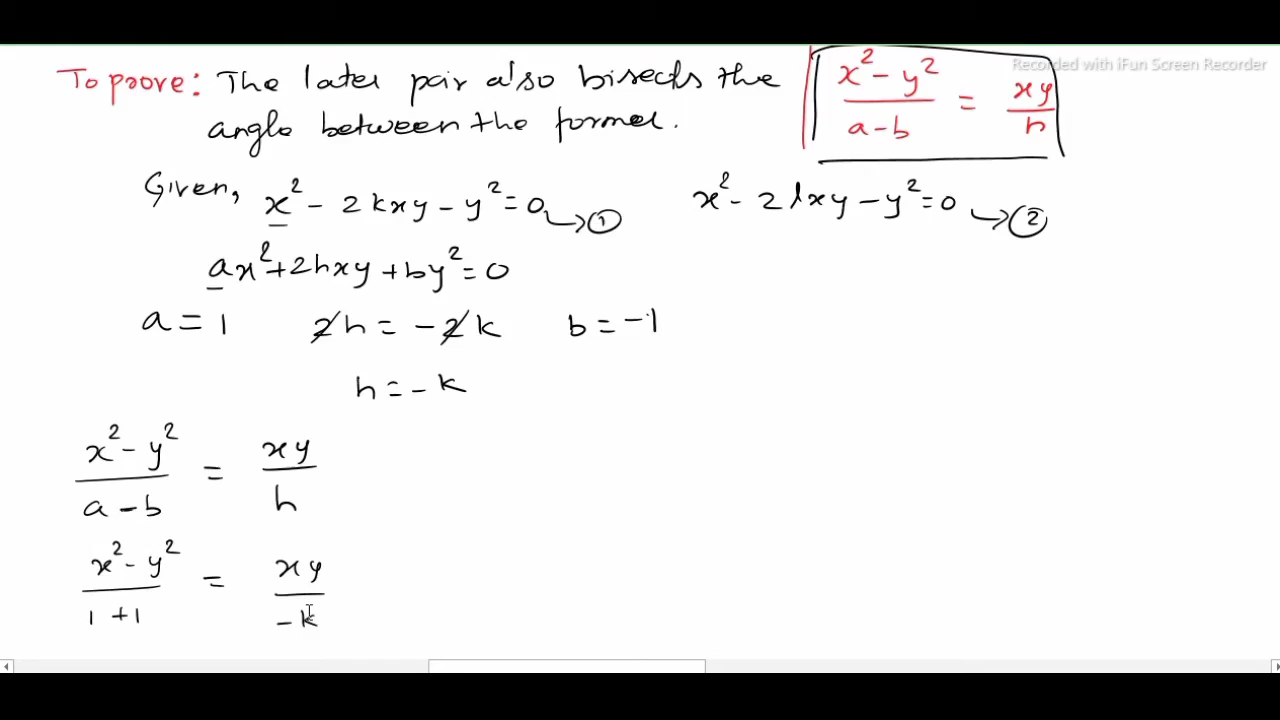 Recorded with iFun Screen Recorder
To prove: The later pair also bisects the
angle between the former.
x² - y² / a-b = xy / h
Given, x² - 2kxy - y² = 0 → ① x² - 2lxy - y² = 0 → ②
ax² + 2hxy + by² = 0
a = 1 2h = -2k b = -1
h = -k
x² - y² / a - b = xy / h
x² - y² / 1 + 1 = xy / -k